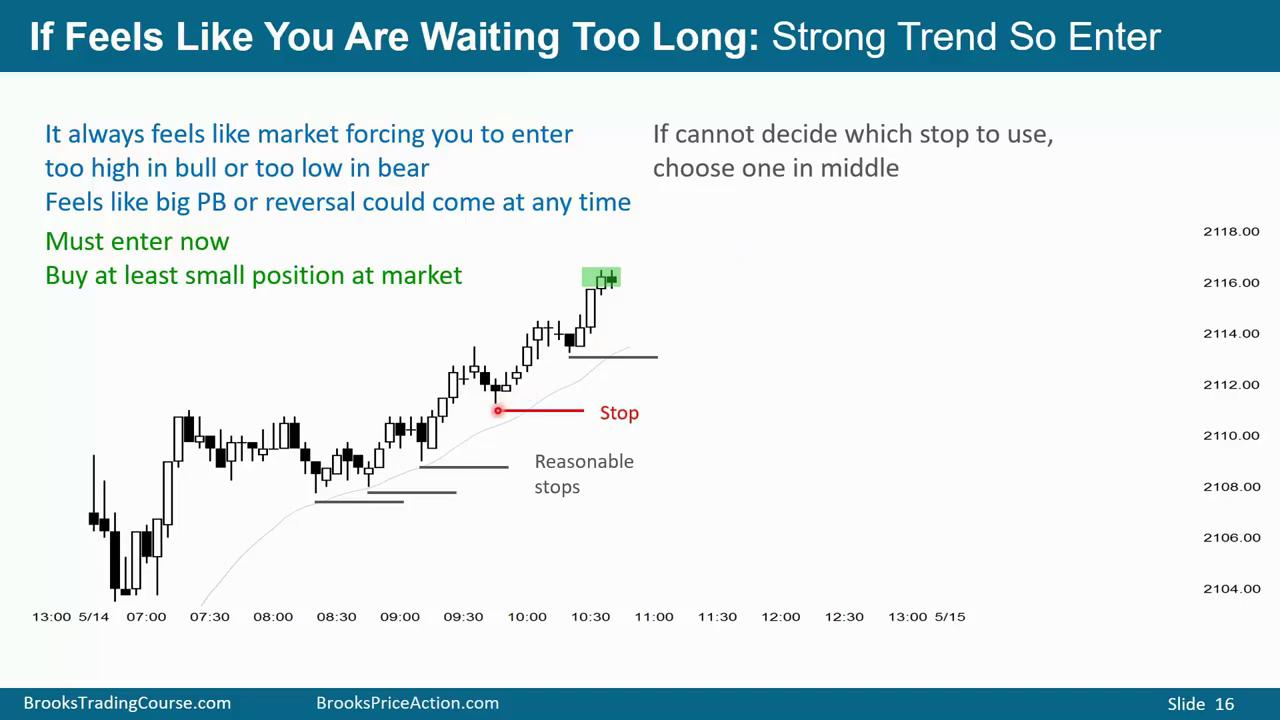 If Feels Like You Are Waiting Too Long: Strong Trend So Enter
It always feels like market forcing you to enter
too high in bull or too low in bear
Feels like big PB or reversal could come at any time
Must enter now
Buy at least small position at market
If cannot decide which stop to use,
choose one in middle
2118.00
2116.00
2114.00
2112.00
2110.00
2108.00
2106.00
2104.00
Stop
Reasonable
stops
13:00 5/14 07:00 07:30 08:00 08:30 09:00 09:30 10:00 10:30 11:00 11:30 12:00 12:30 13:00 5/15
BrooksTradingCourse.com BrooksPriceAction.com Slide 16